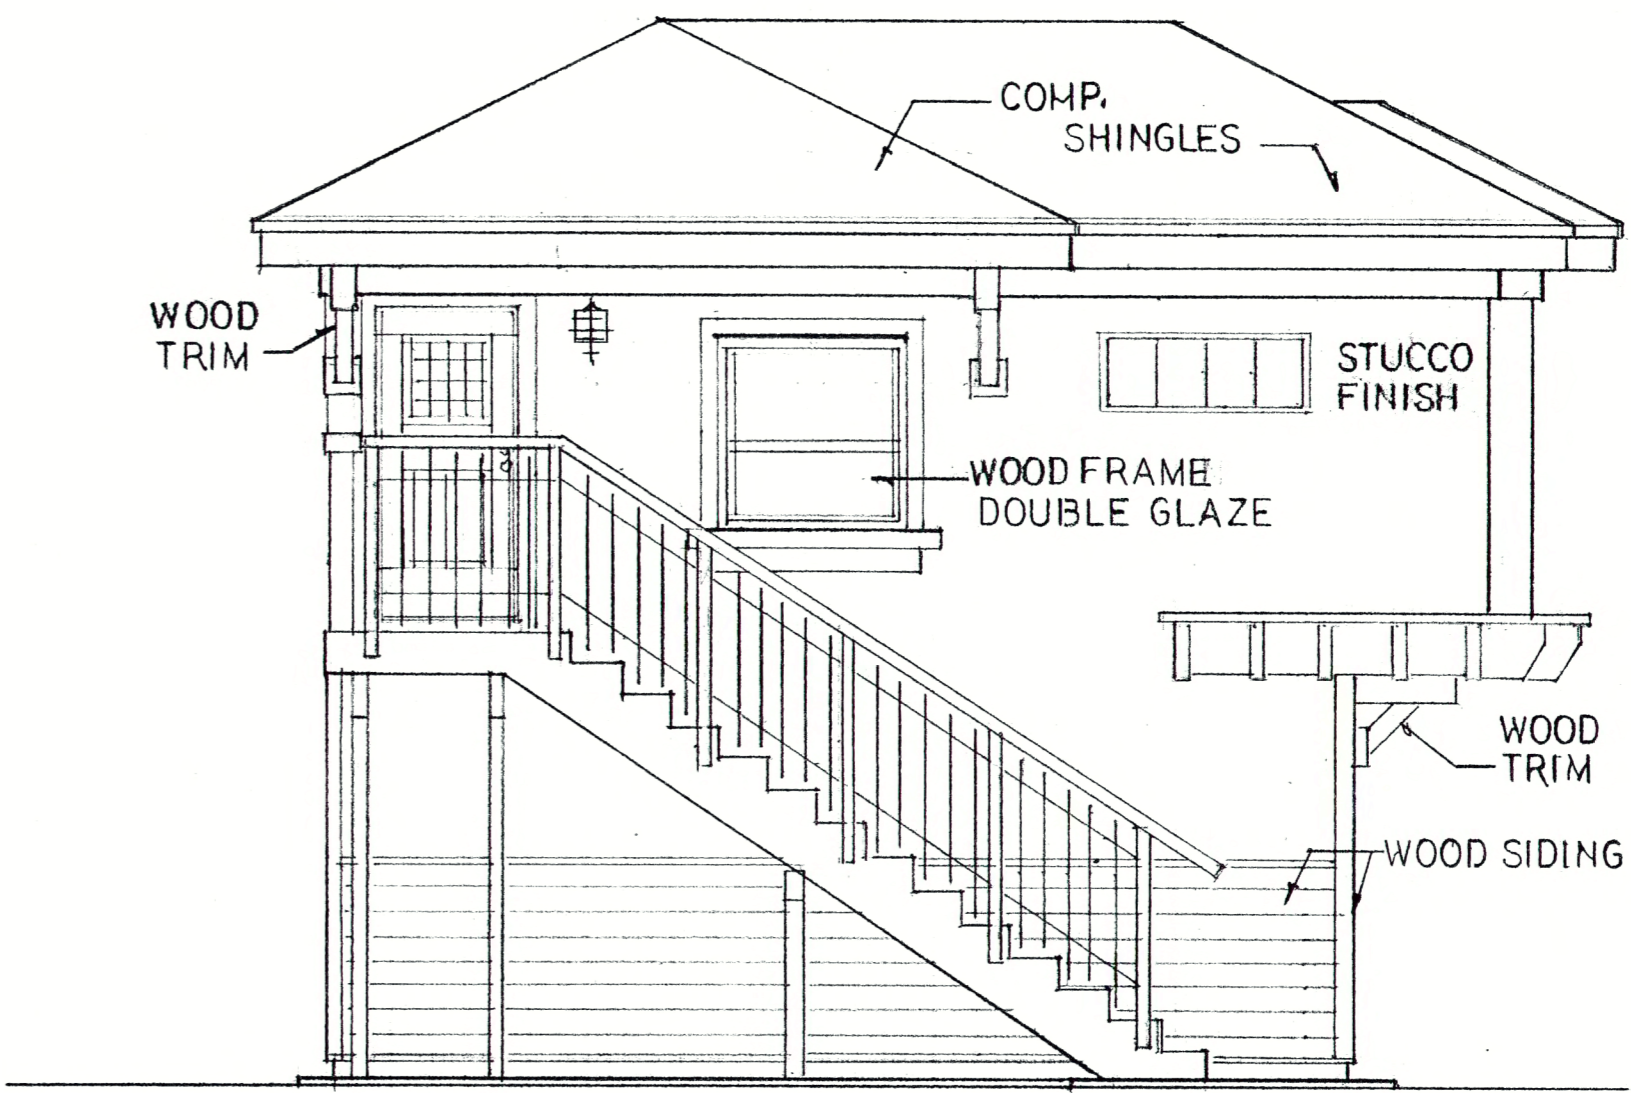 COMP.
SHINGLES
WOOD
TRIM
STUCCO
FINISH
WOOD FRAME
DOUBLE GLAZE
WOOD
TRIM
WOOD SIDING